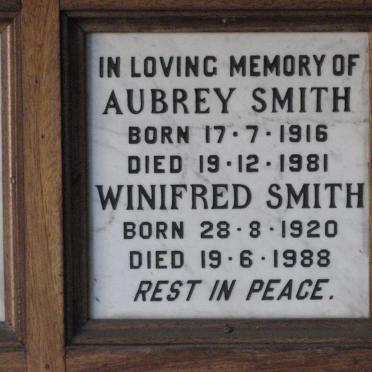 IN LOVING MEMORY OF
AUBREY SMITH
BORN 17·7·1916
DIED 19·12·1981
WINIFRED SMITH
BORN 28·8·1920
DIED 19·6·1988
REST IN PEACE.